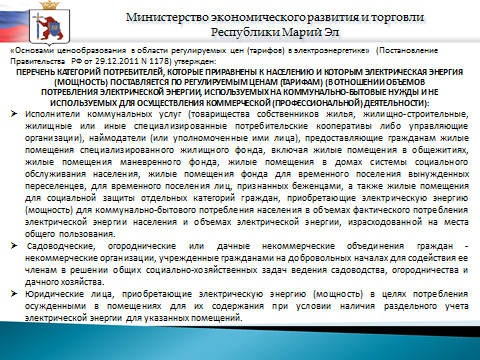 Министерство экономического развития и торговли
Республики Марий Эл
«Основами ценообразования в области регулируемых цен (тарифов) в электроэнергетике» (Постановление
Правительства РФ от 29.12.2011 N 1178) утвержден:
ПЕРЕЧЕНЬ КАТЕГОРИЙ ПОТРЕБИТЕЛЕЙ, КОТОРЫЕ ПРИРАВНЕНЫ К НАСЕЛЕНИЮ И КОТОРЫМ ЭЛЕКТРИЧЕСКАЯ ЭНЕРГИЯ
(МОЩНОСТЬ) ПОСТАВЛЯЕТСЯ ПО РЕГУЛИРУЕМЫМ ЦЕНАМ (ТАРИФАМ) (В ОТНОШЕНИИ ОБЪЕМОВ
ПОТРЕБЛЕНИЯ ЭЛЕКТРИЧЕСКОЙ ЭНЕРГИИ, ИСПОЛЬЗУЕМЫХ НА КОММУНАЛЬНО-БЫТОВЫЕ НУЖДЫ И НЕ
ИСПОЛЬЗУЕМЫХ ДЛЯ ОСУЩЕСТВЛЕНИЯ КОММЕРЧЕСКОЙ (ПРОФЕССИОНАЛЬНОЙ) ДЕЯТЕЛЬНОСТИ):
➢ Исполнители коммунальных услуг (товарищества собственников жилья, жилищно-строительные,
жилищные или иные специализированные потребительские кооперативы либо управляющие
организации), наймодатели (или уполномоченные ими лица), предоставляющие гражданам жилые
помещения специализированного жилищного фонда, включая жилые помещения в общежитиях,
жилые помещения маневренного фонда, жилые помещения в домах системы социального
обслуживания населения, жилые помещения фонда для временного поселения вынужденных
переселенцев, для временного поселения лиц, признанных беженцами, а также жилые помещения
для социальной защиты отдельных категорий граждан, приобретающие электрическую энергию
(мощность) для коммунально-бытового потребления населения в объемах фактического потребления
электрической энергии населения и объемах электрической энергии, израсходованной на места
общего пользования.
➢ Садоводческие, огороднические или дачные некоммерческие объединения граждан -
некоммерческие организации, учрежденные гражданами на добровольных началах для содействия ее
членам в решении общих социально-хозяйственных задач ведения садоводства, огородничества и
дачного хозяйства.
➢ Юридические лица, приобретающие электрическую энергию (мощность) в целях потребления
осужденными в помещениях для их содержания при условии наличия раздельного учета
электрической энергии для указанных помещений.